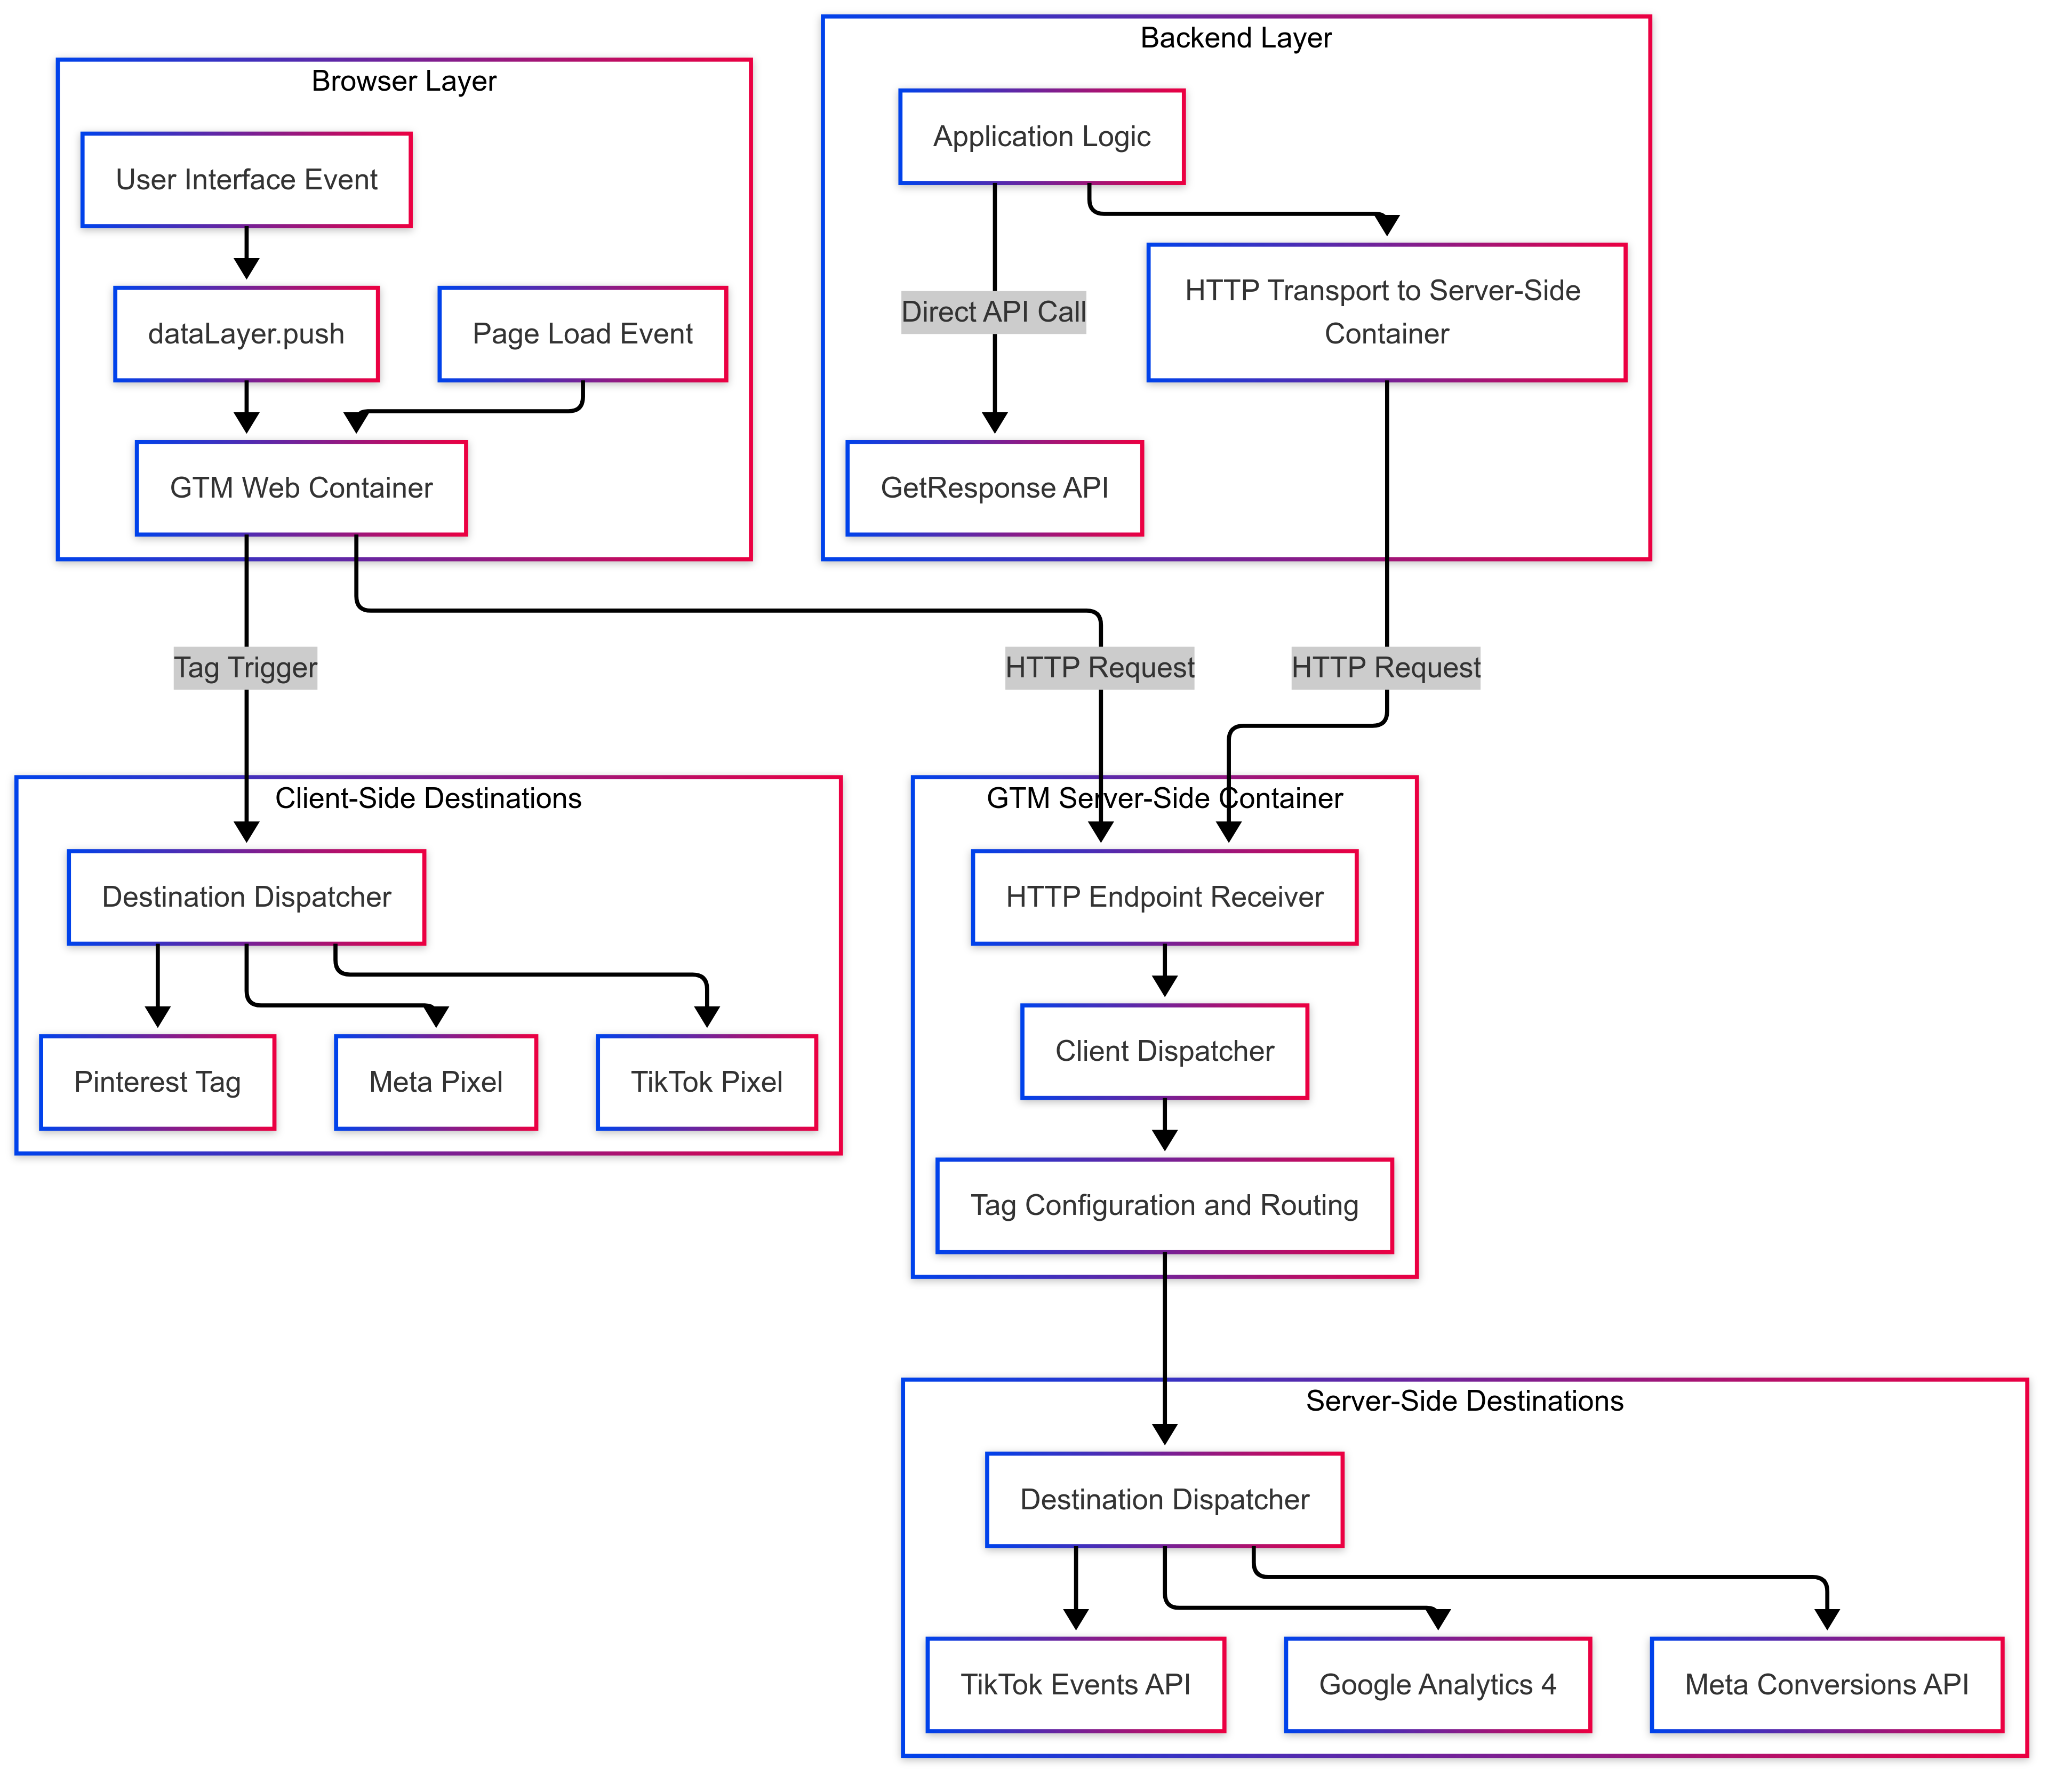 Browser Layer
User Interface Event
dataLayer.push
Page Load Event
GTM Web Container
Backend Layer
Application Logic
Direct API Call
HTTP Transport to Server-Side
Container
GetResponse API
Tag Trigger
HTTP Request
HTTP Request
Client-Side Destinations
Destination Dispatcher
Pinterest Tag
Meta Pixel
TikTok Pixel
GTM Server-Side Container
HTTP Endpoint Receiver
Client Dispatcher
Tag Configuration and Routing
Server-Side Destinations
Destination Dispatcher
TikTok Events API
Google Analytics 4
Meta Conversions API